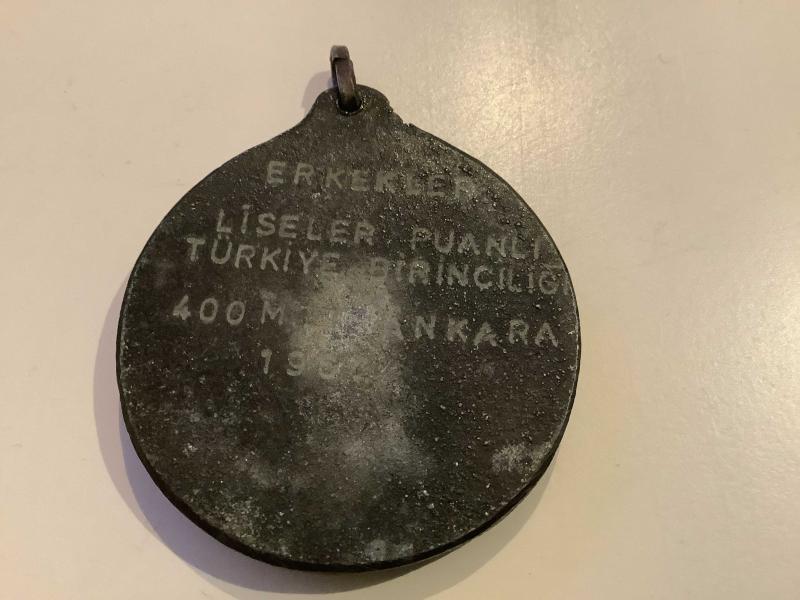 ERKEKLER
LİSELER PUANLI
TÜRKİYE BİRİNCİLİĞİ
400 M. ANKARA